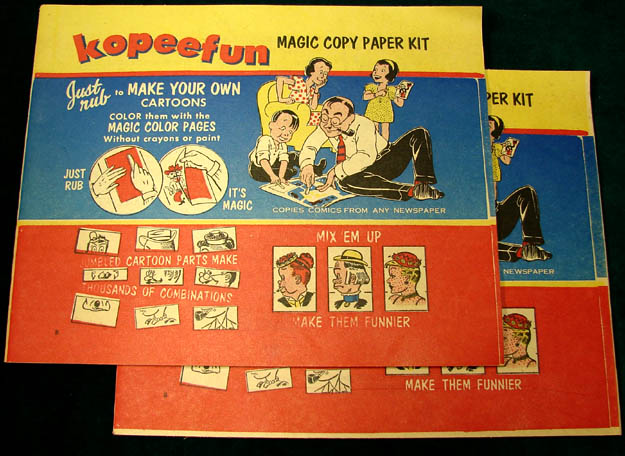 kopeefun MAGIC COPY PAPER KIT
Just rub to MAKE YOUR OWN
CARTOONS
COLOR them with the
MAGIC COLOR PAGES
Without crayons or paint
JUST
RUB
IT'S
MAGIC
COPIES COMICS FROM ANY NEWSPAPER
JUMBLED CARTOON PARTS MAKE
THOUSANDS OF COMBINATIONS
MIX 'EM UP
MAKE THEM FUNNIER
PER KIT
NEWSPAPER
MAKE THEM FUNNIER